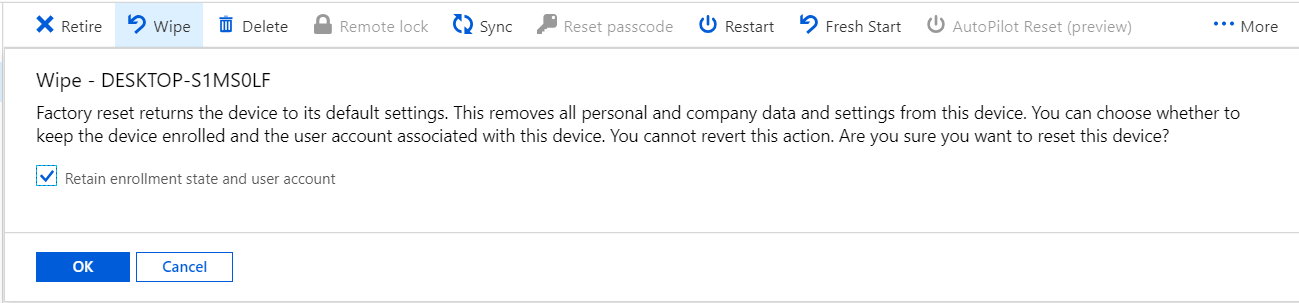 Retire Wipe Delete Remote lock Sync Reset passcode Restart Fresh Start AutoPilot Reset (preview) More
Wipe - DESKTOP-S1MS0LF
Factory reset returns the device to its default settings. This removes all personal and company data and settings from this device. You can choose whether to
keep the device enrolled and the user account associated with this device. You cannot revert this action. Are you sure you want to reset this device?
Retain enrollment state and user account
OK Cancel